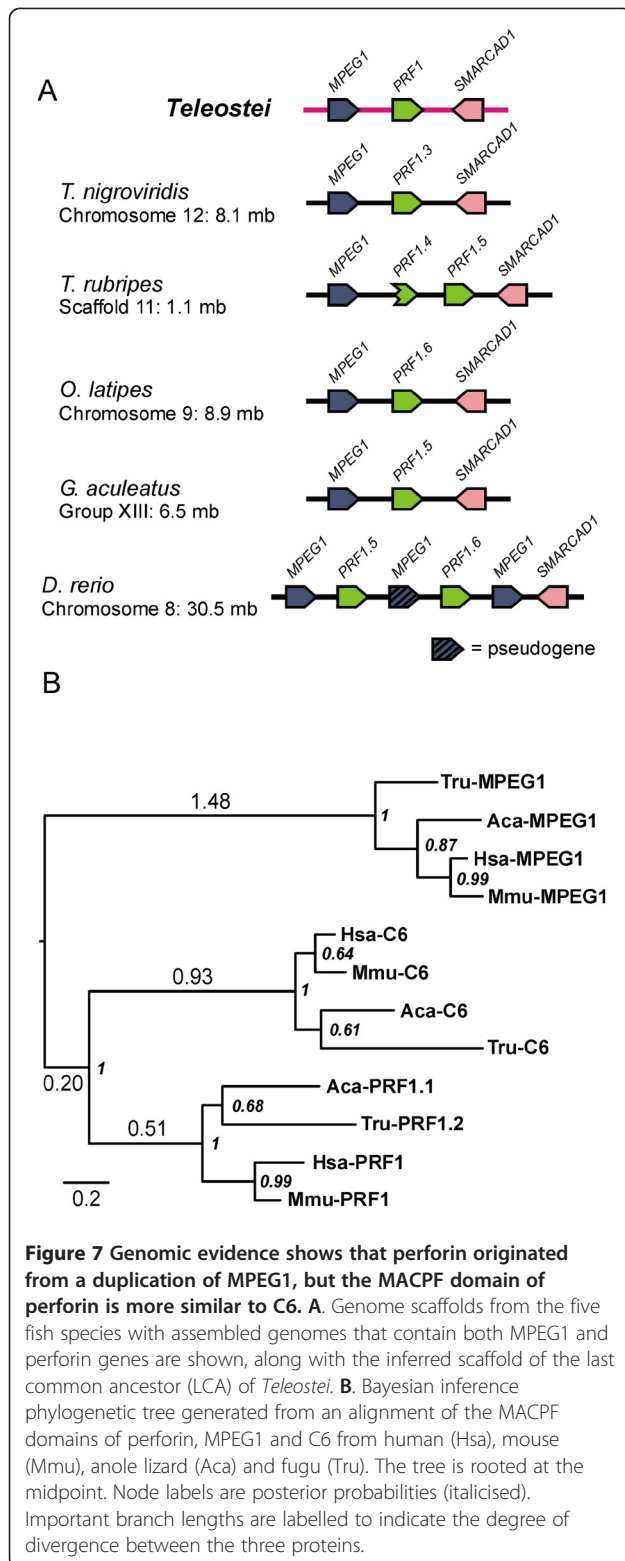 A
MPEG1 PRF1 SMARCAD1
Teleostei
MPEG1 PRF1.3 SMARCAD1
T. nigroviridis
Chromosome 12: 8.1 mb
MPEG1 PRF1.4 PRF1.5 SMARCAD1
T. rubripes
Scaffold 11: 1.1 mb
MPEG1 PRF1.6 SMARCAD1
O. latipes
Chromosome 9: 8.9 mb
MPEG1 PRF1.5 SMARCAD1
G. aculeatus
Group XIII: 6.5 mb
MPEG1 PRF1.5 MPEG1 PRF1.6 MPEG1 SMARCAD1
D. rerio
Chromosome 8: 30.5 mb
= pseudogene
B
Tru-MPEG1
1.48
1
Aca-MPEG1
0.87
Hsa-MPEG1
0.99
Mmu-MPEG1
Hsa-C6
0.64
Mmu-C6
0.93
1
Aca-C6
0.61
Tru-C6
0.20
1
Aca-PRF1.1
0.68
Tru-PRF1.2
0.51
1
Hsa-PRF1
0.99
Mmu-PRF1
0.2
Figure 7 Genomic evidence shows that perforin originated
from a duplication of MPEG1, but the MACPF domain of
perforin is more similar to C6. A. Genome scaffolds from the five
fish species with assembled genomes that contain both MPEG1 and
perforin genes are shown, along with the inferred scaffold of the last
common ancestor (LCA) of Teleostei. B. Bayesian inference
phylogenetic tree generated from an alignment of the MACPF
domains of perforin, MPEG1 and C6 from human (Hsa), mouse
(Mmu), anole lizard (Aca) and fugu (Tru). The tree is rooted at the
midpoint. Node labels are posterior probabilities (italicised).
Important branch lengths are labelled to indicate the degree of
divergence between the three proteins.